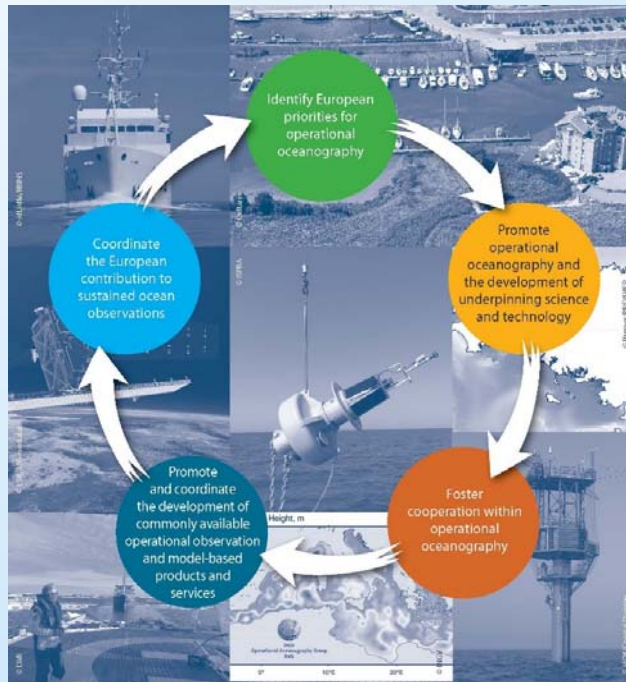 Identify European
priorities for
operational
oceanography
Promote
operational
oceanography and
the development of
underpinning science
and technology
Foster
cooperation within
operational
oceanography
Promote
and coordinate
the development of
commonly available
operational observation
and model-based
products and
services
Coordinate
the European
contribution to
sustained ocean
observations
© ISPRA
Height, m
Operational Oceanography Group
0°
10°E
20°E